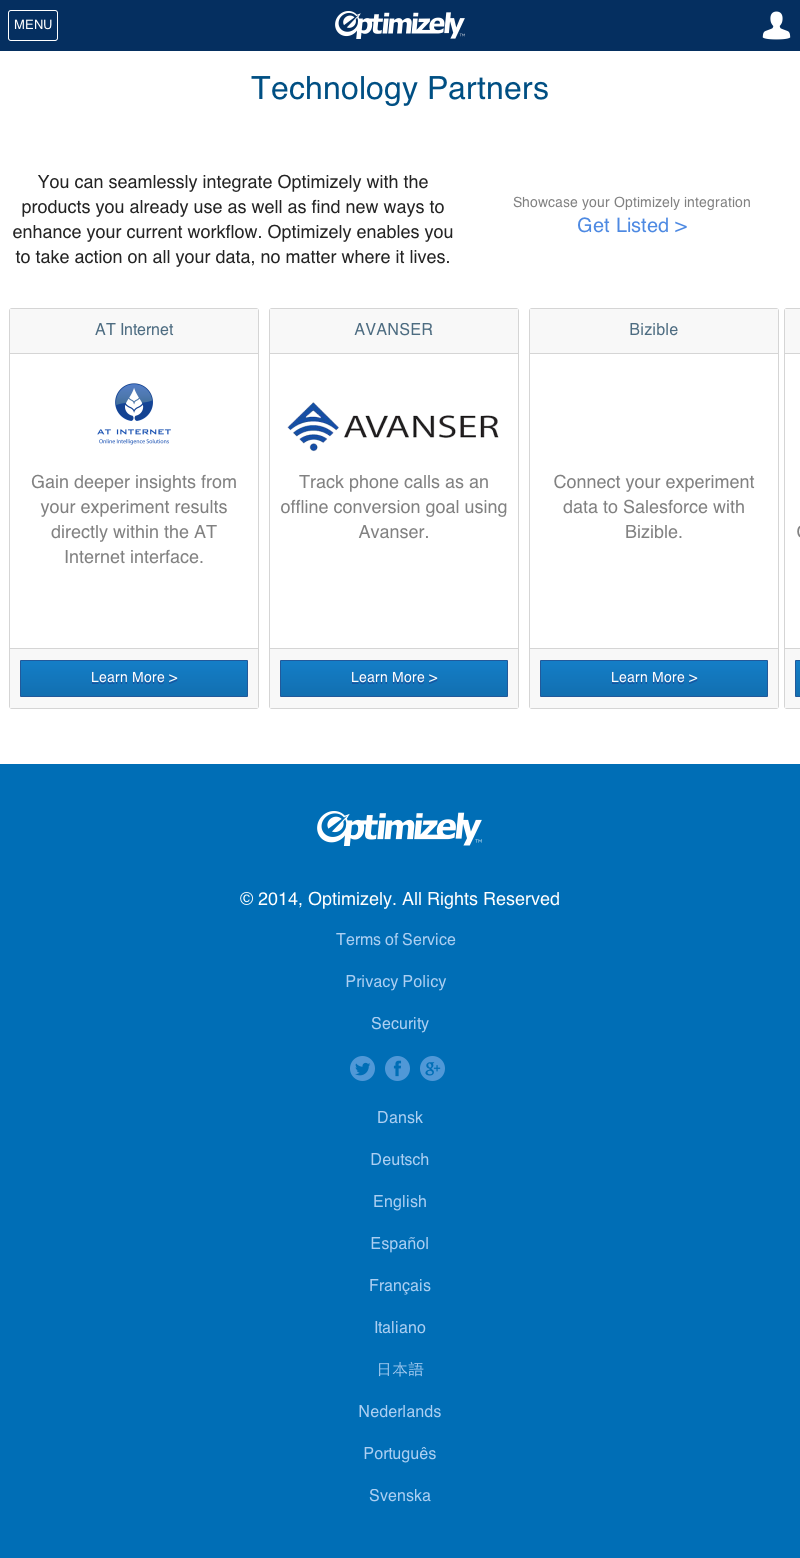 MENU
Optimizely™
Technology Partners
You can seamlessly integrate Optimizely with the
products you already use as well as find new ways to
enhance your current workflow. Optimizely enables you
to take action on all your data, no matter where it lives.
Showcase your Optimizely integration
Get Listed >
AT Internet
AT INTERNET
Online Intelligence Solutions
Gain deeper insights from
your experiment results
directly within the AT
Internet interface.
Learn More >
AVANSER
AVANSER
Track phone calls as an
offline conversion goal using
Avanser.
Learn More >
Bizible
Connect your experiment
data to Salesforce with
Bizible.
Learn More >
Optimizely™
© 2014, Optimizely. All Rights Reserved
Terms of Service
Privacy Policy
Security
Dansk
Deutsch
English
Español
Français
Italiano
日本語
Nederlands
Português
Svenska